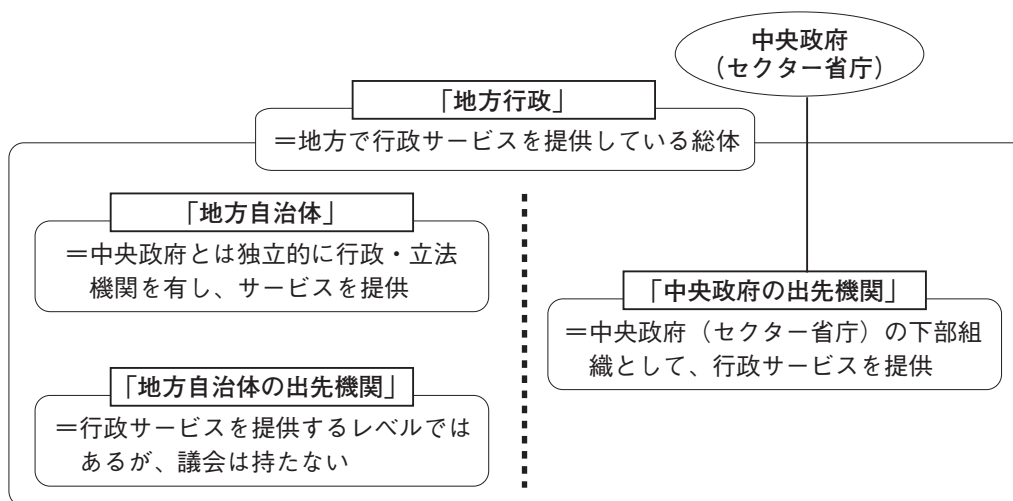 中央政府
（セクター省庁）
「地方行政」
＝地方で行政サービスを提供している総体
「地方自治体」
＝中央政府とは独立的に行政・立法
機関を有し、サービスを提供
「地方自治体の出先機関」
＝行政サービスを提供するレベルでは
あるが、議会は持たない
「中央政府の出先機関」
＝中央政府（セクター省庁）の下部組
織として、行政サービスを提供